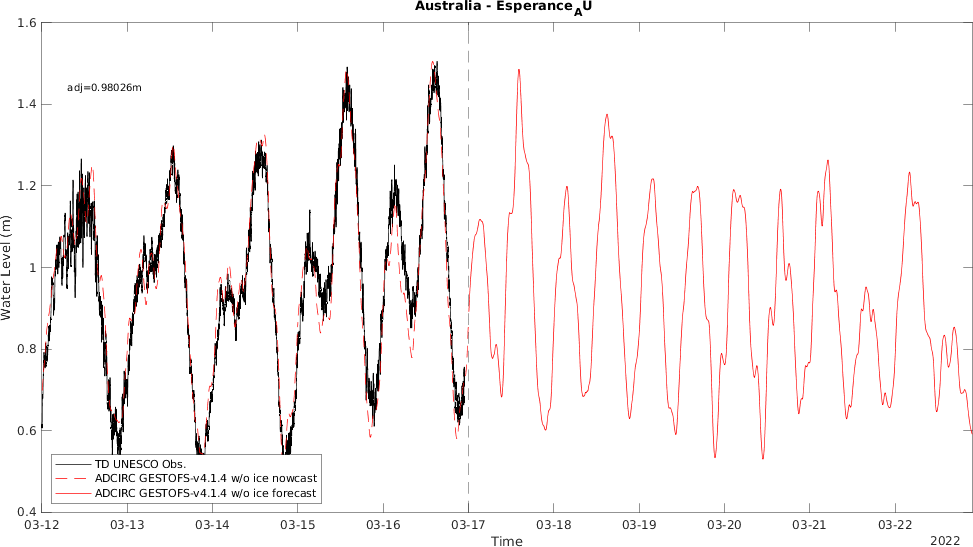 Australia - Esperance_AU
1.6
1.4
1.2
1
0.8
0.6
0.4
Water Level (m)
adj=0.98026m
TD UNESCO Obs.
ADCIRC GESTOFS-v4.1.4 w/o ice nowcast
ADCIRC GESTOFS-v4.1.4 w/o ice forecast
03-12 03-13 03-14 03-15 03-16 03-17 03-18 03-19 03-20 03-21 03-22
Time
2022